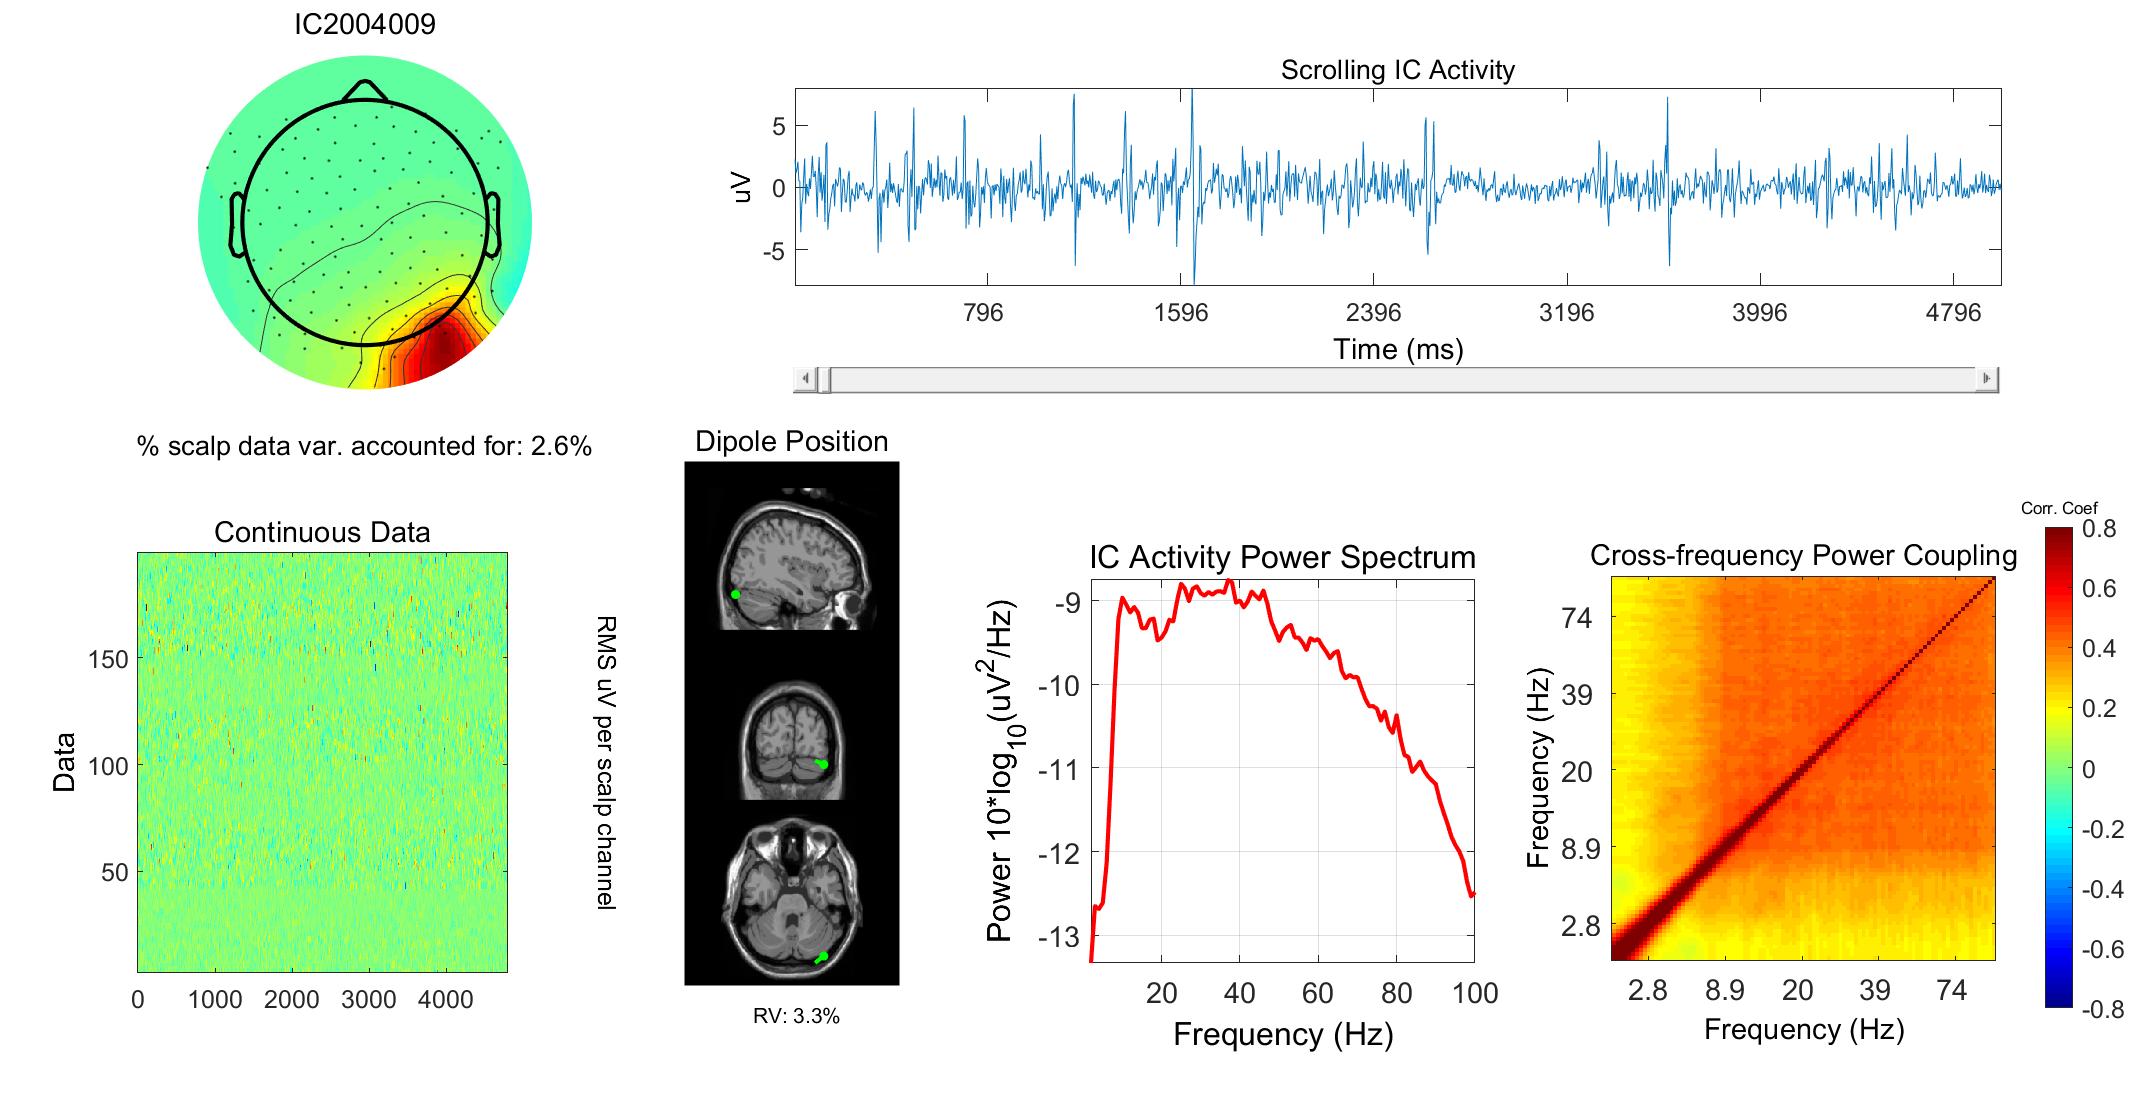 IC2004009
% scalp data var. accounted for: 2.6%
Scrolling IC Activity
uV
5
0
-5
796
1596
2396
3196
3996
4796
Time (ms)
Continuous Data
Data
150
100
50
0
1000
2000
3000
4000
RMS uV per scalp channel
Dipole Position
RV: 3.3%
IC Activity Power Spectrum
Power 10*log10(uV2/Hz)
-9
-10
-11
-12
-13
20
40
60
80
100
Frequency (Hz)
Cross-frequency Power Coupling
Frequency (Hz)
74
39
20
8.9
2.8
2.8
8.9
20
39
74
Frequency (Hz)
Corr. Coef
0.8
0.6
0.4
0.2
0
-0.2
-0.4
-0.6
-0.8